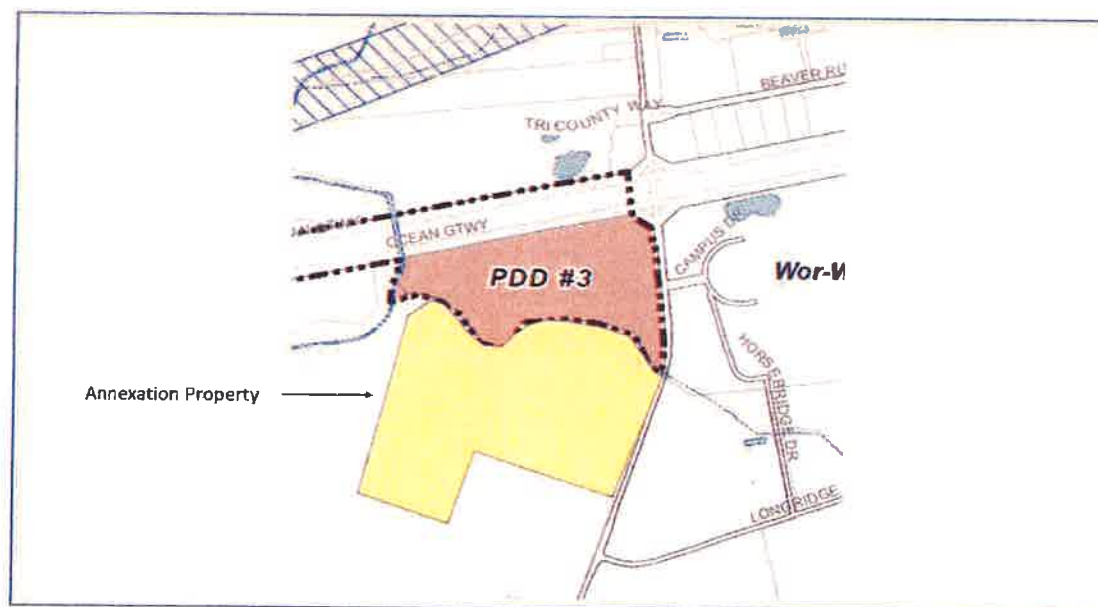 BEAVER RU
TRI COUNTY WAY
OCEAN GTWY
CAMPUS DR
PDD #3
Wor-W
HORSEBRIDGE DR
Annexation Property
LONGRIDGE